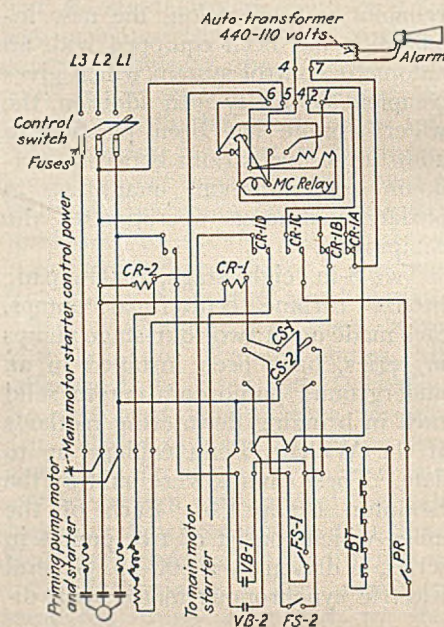 Auto-transformer
440-110 volts
Alarm
L3 L2 L1
4 7
6 5 4 2 1
Control
switch
Fuses
MC Relay
CR-1D
CR-1C
CR-1B
CR-1A
CR-2
CR-1
CS-1
CS-2
Main motor starter control power
Priming pump motor
and starter
To main motor
starter
VB-1
VB-2
FS-1
FS-2
BT
PR